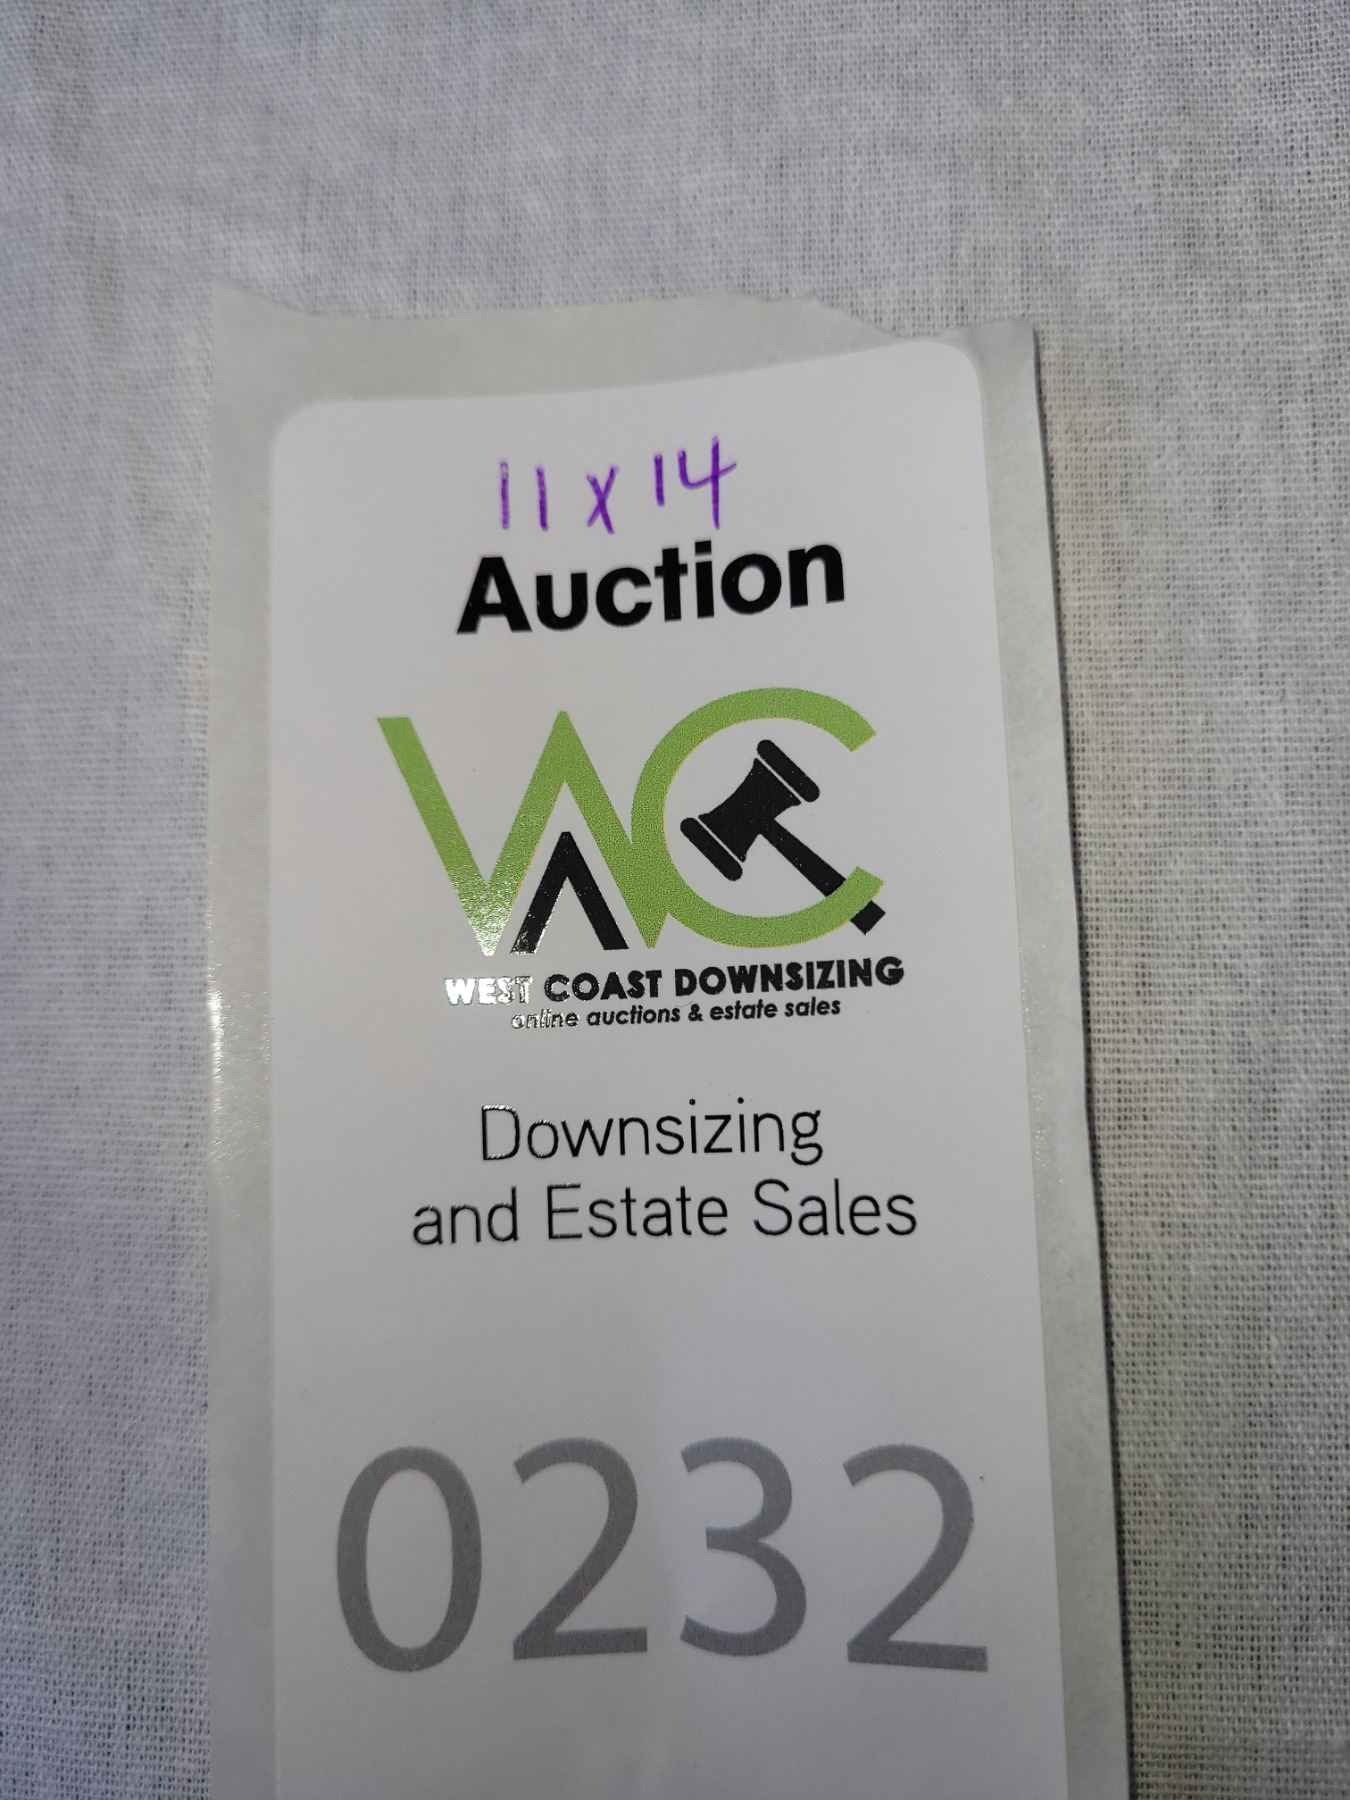 11 x 14
Auction
WC
WEST COAST DOWNSIZING
online auctions & estate sales
Downsizing
and Estate Sales
0232